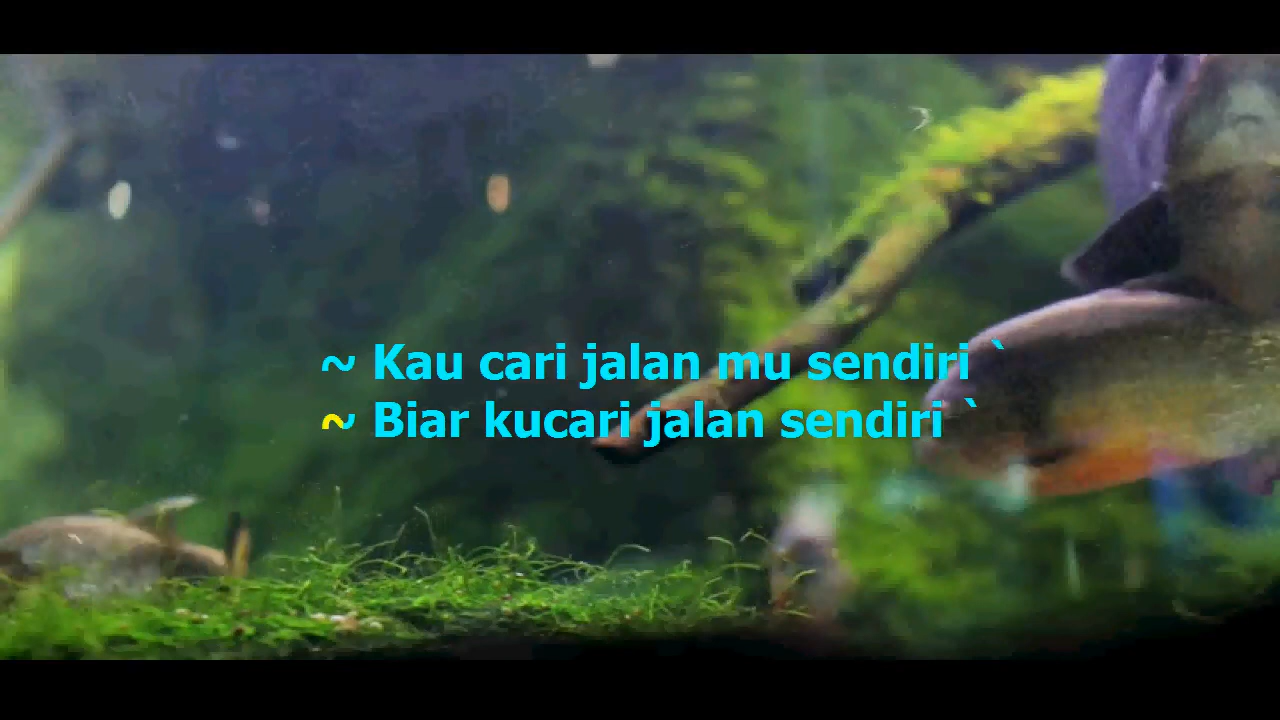 ~ Kau cari jalan mu sendiri `
~ Biar kucari jalan sendiri `